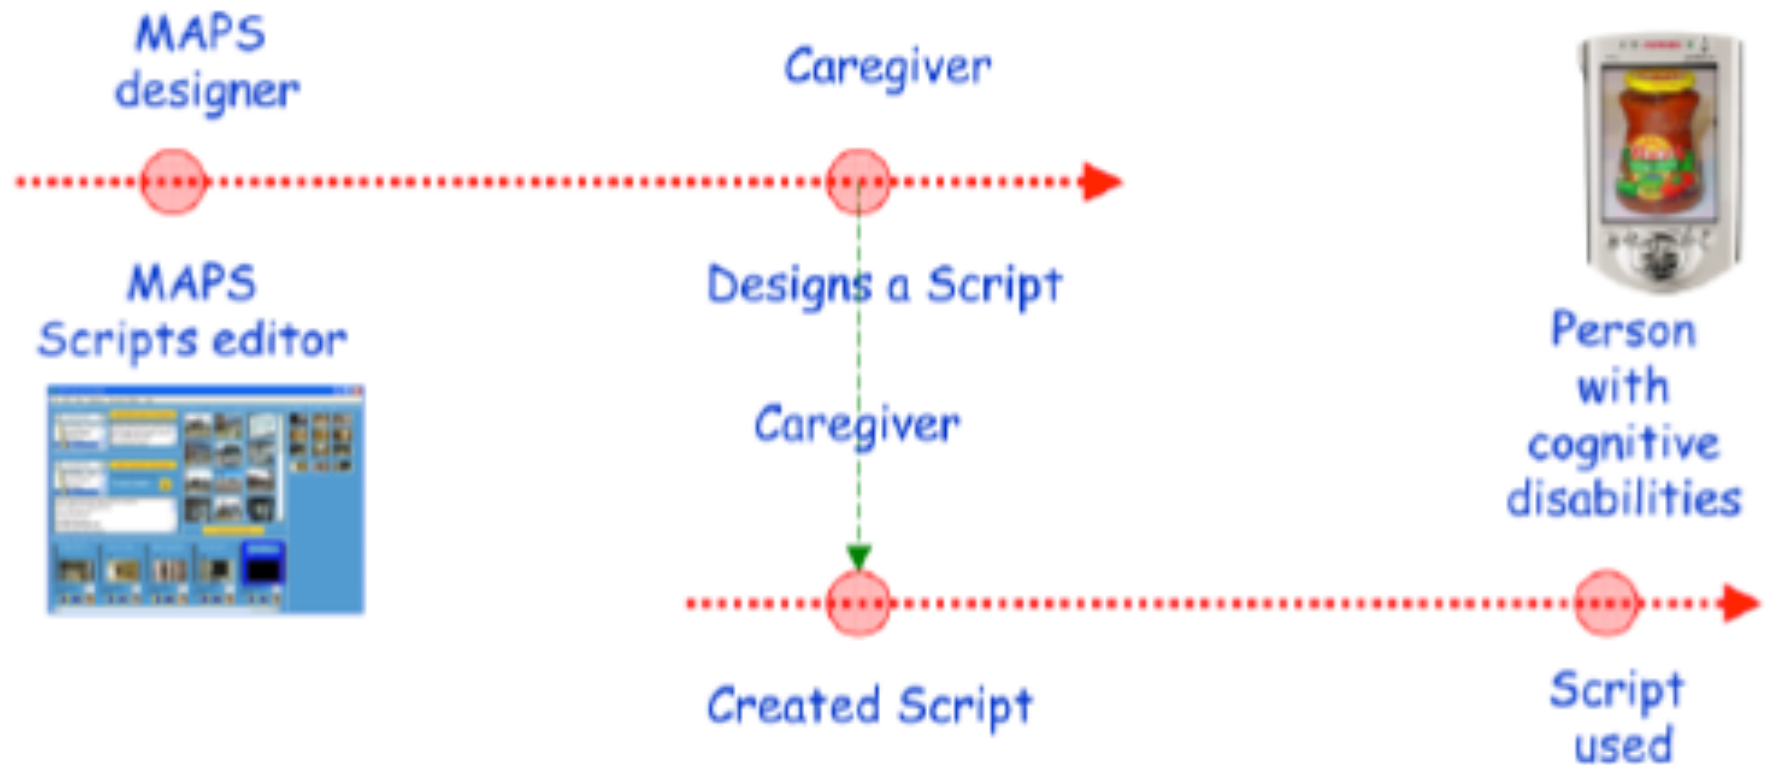 MAPS
designer
Caregiver
MAPS
Scripts editor
Designs a Script
Caregiver
Person
with
cognitive
disabilities
Created Script
Script
used